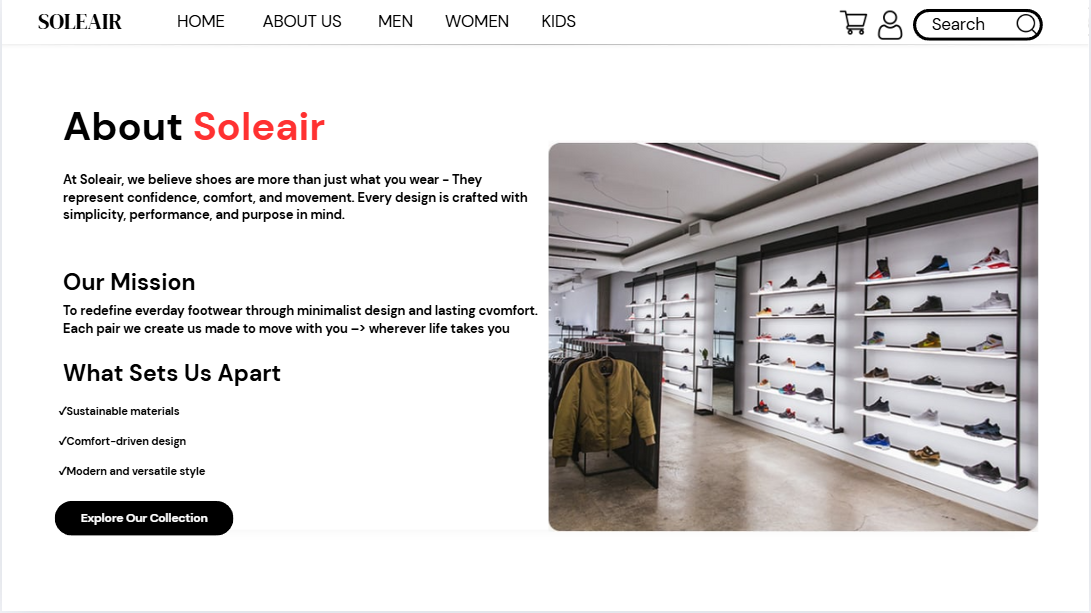 SOLEAIR HOME ABOUT US MEN WOMEN KIDS Search
About Soleair
At Soleair, we believe shoes are more than just what you wear - They
represent confidence, comfort, and movement. Every design is crafted with
simplicity, performance, and purpose in mind.
Our Mission
To redefine everday footwear through minimalist design and lasting cvomfort.
Each pair we create us made to move with you –> wherever life takes you
What Sets Us Apart
✓Sustainable materials
✓Comfort-driven design
✓Modern and versatile style
Explore Our Collection